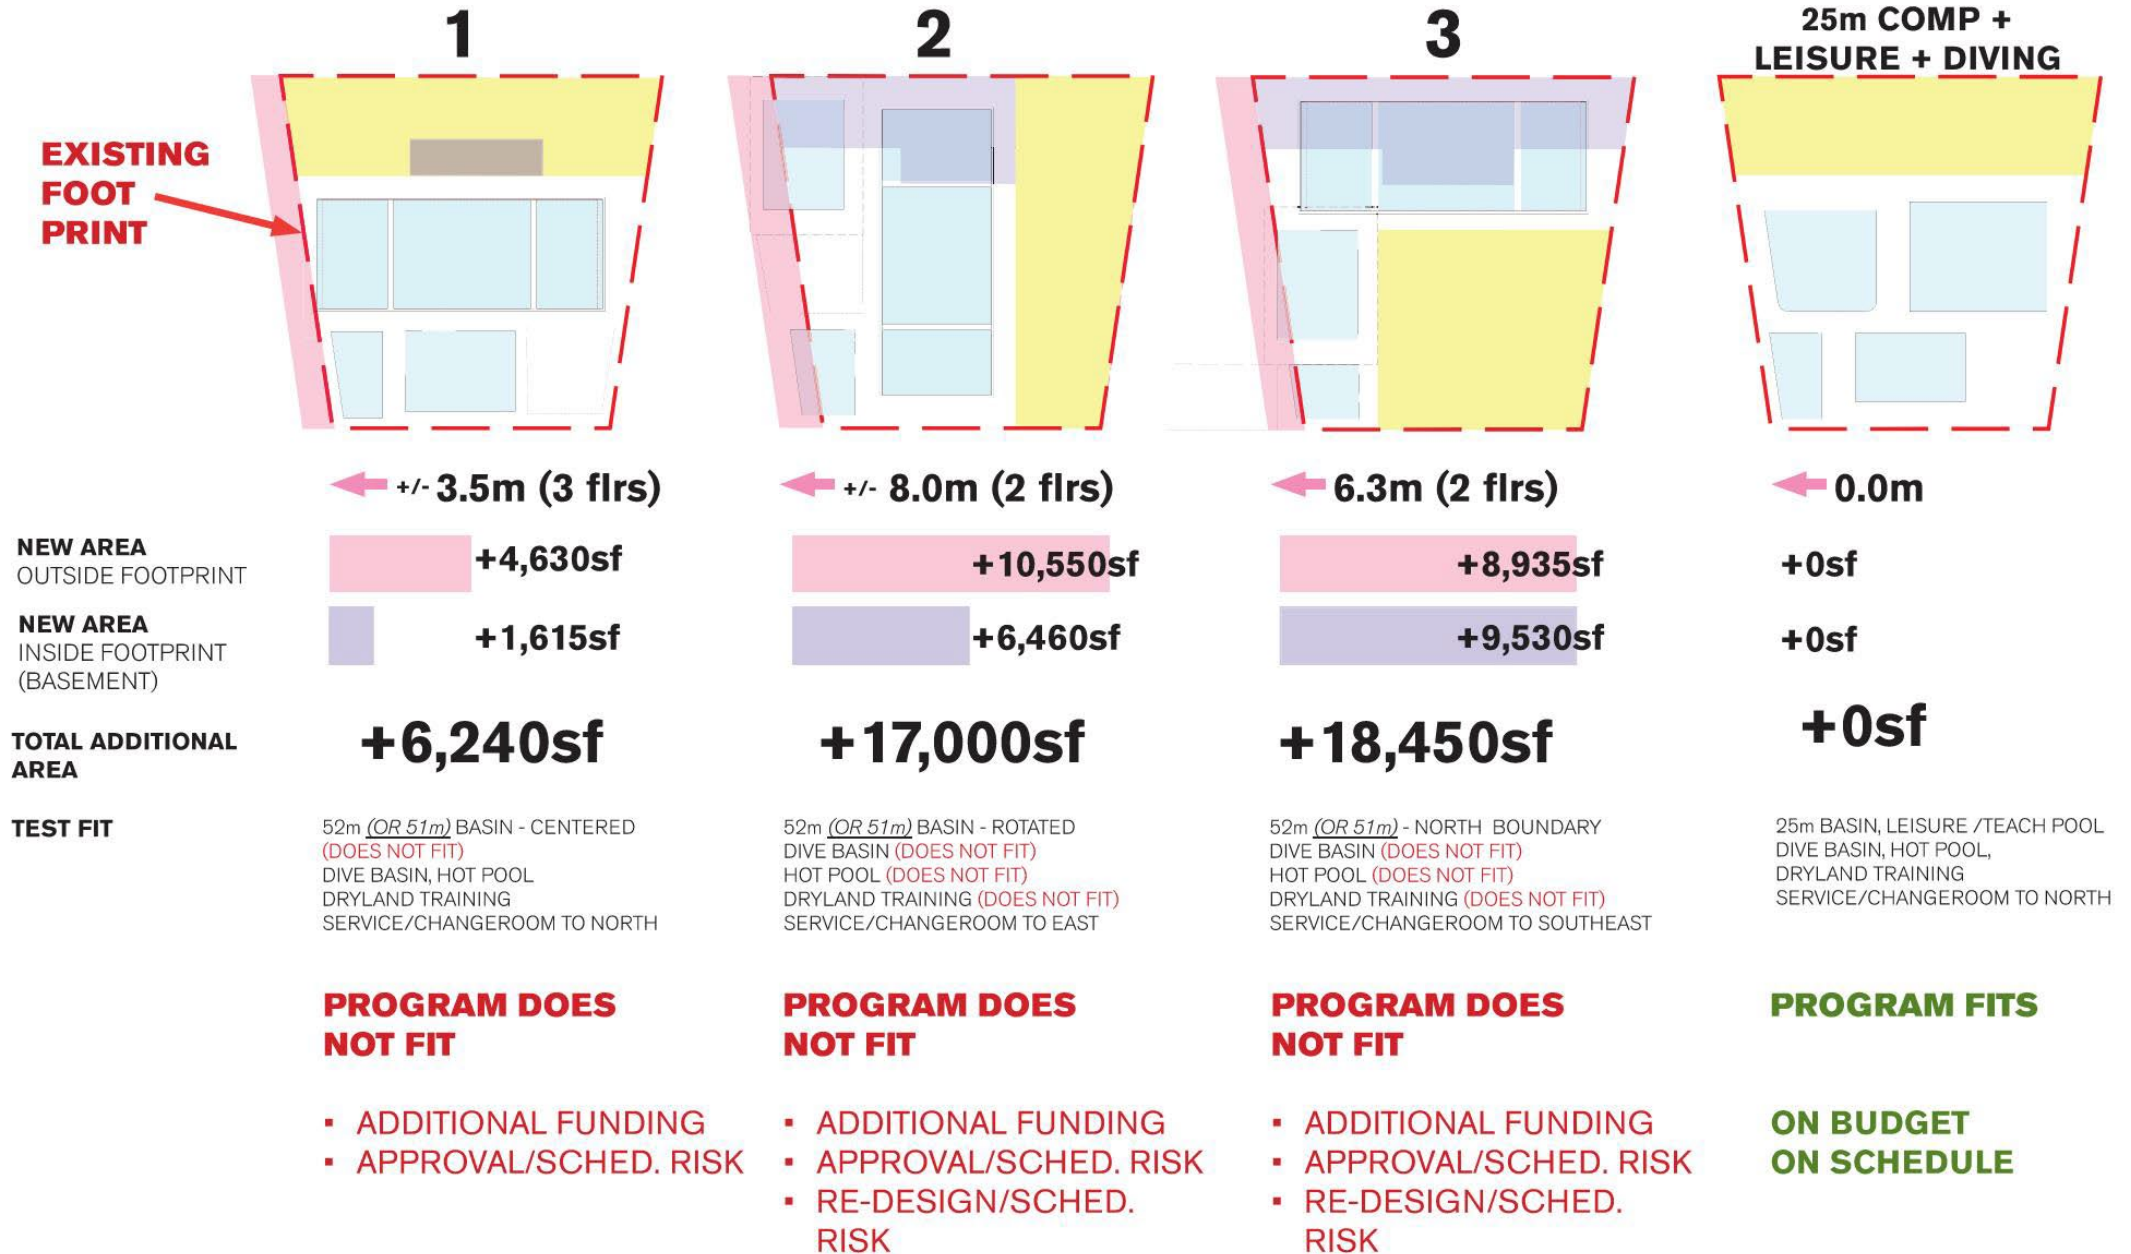 1
2
3
25m COMP +
LEISURE + DIVING
EXISTING
FOOT
PRINT
+/- 3.5m (3 flrs)
+/- 8.0m (2 flrs)
6.3m (2 flrs)
0.0m
NEW AREA
OUTSIDE FOOTPRINT
+4,630sf
+10,550sf
+8,935sf
+0sf
NEW AREA
INSIDE FOOTPRINT
(BASEMENT)
+1,615sf
+6,460sf
+9,530sf
+0sf
TOTAL ADDITIONAL
AREA
+6,240sf
+17,000sf
+18,450sf
+0sf
TEST FIT
52m (OR 51m) BASIN - CENTERED
(DOES NOT FIT)
DIVE BASIN, HOT POOL
DRYLAND TRAINING
SERVICE/CHANGEROOM TO NORTH
52m (OR 51m) BASIN - ROTATED
DIVE BASIN (DOES NOT FIT)
HOT POOL (DOES NOT FIT)
DRYLAND TRAINING (DOES NOT FIT)
SERVICE/CHANGEROOM TO EAST
52m (OR 51m) - NORTH BOUNDARY
DIVE BASIN (DOES NOT FIT)
HOT POOL (DOES NOT FIT)
DRYLAND TRAINING (DOES NOT FIT)
SERVICE/CHANGEROOM TO SOUTHEAST
25m BASIN, LEISURE /TEACH POOL
DIVE BASIN, HOT POOL,
DRYLAND TRAINING
SERVICE/CHANGEROOM TO NORTH
PROGRAM DOES
NOT FIT
PROGRAM DOES
NOT FIT
PROGRAM DOES
NOT FIT
PROGRAM FITS
▪ ADDITIONAL FUNDING
▪ APPROVAL/SCHED. RISK
▪ ADDITIONAL FUNDING
▪ APPROVAL/SCHED. RISK
▪ RE-DESIGN/SCHED.
RISK
▪ ADDITIONAL FUNDING
▪ APPROVAL/SCHED. RISK
▪ RE-DESIGN/SCHED.
RISK
ON BUDGET
ON SCHEDULE